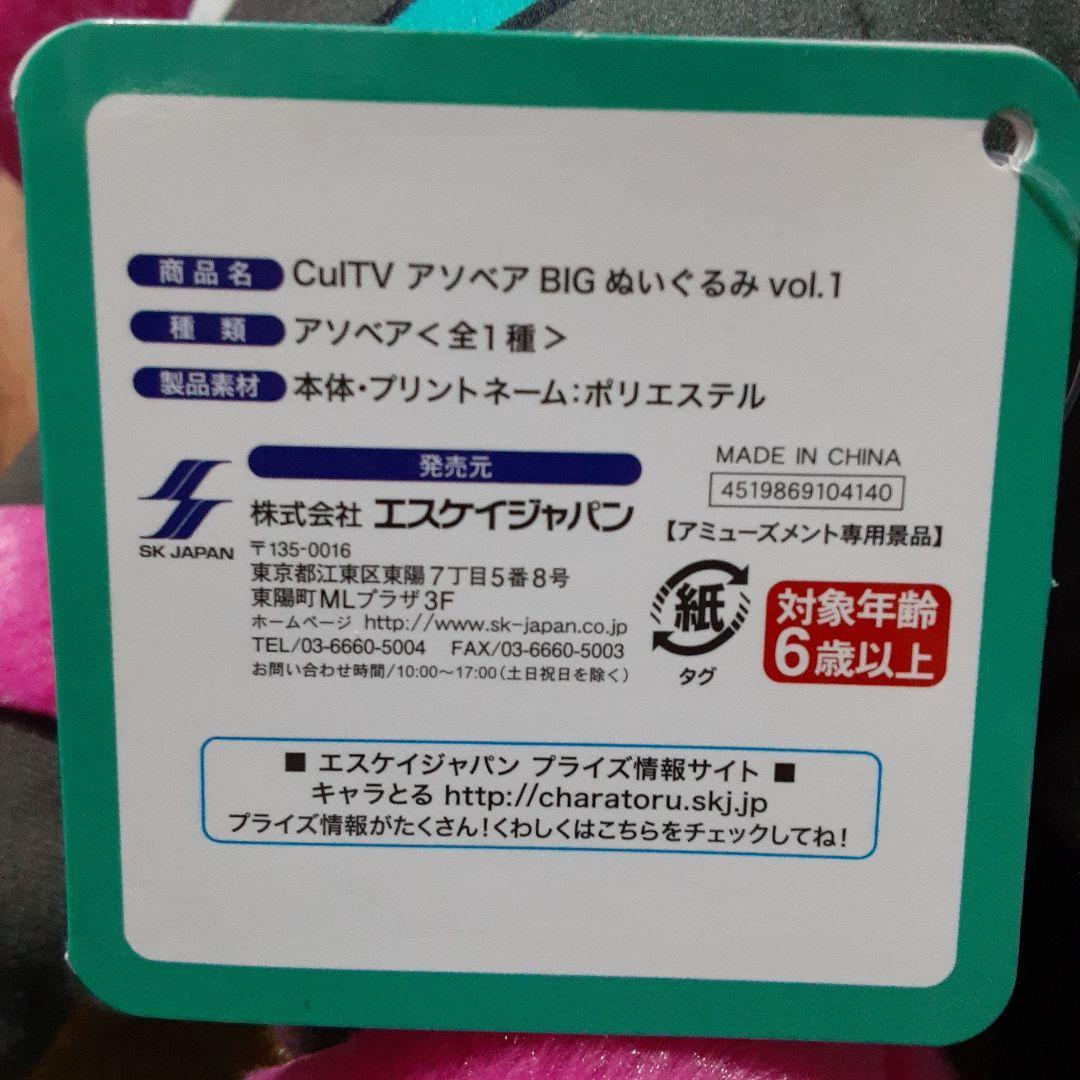 商品名 CulTV アソベア BIG ぬいぐるみ vol.1
種類 アソベア＜全1種＞
製品素材 本体・プリントネーム：ポリエステル
発売元
SK JAPAN
株式会社 エスケイジャパン
〒135-0016
東京都江東区東陽7丁目5番8号
東陽町MLプラザ3F
ホームページ http://www.sk-japan.co.jp
TEL/03-6660-5004 FAX/03-6660-5003
お問い合わせ時間/10:00〜17:00（土日祝日を除く）
MADE IN CHINA
4519869104140
【アミューズメント専用景品】
紙
タグ
対象年齢
6歳以上
■ エスケイジャパン プライズ情報サイト ■
キャラとる http://charatoru.skj.jp
プライズ情報がたくさん！くわしくはこちらをチェックしてね！